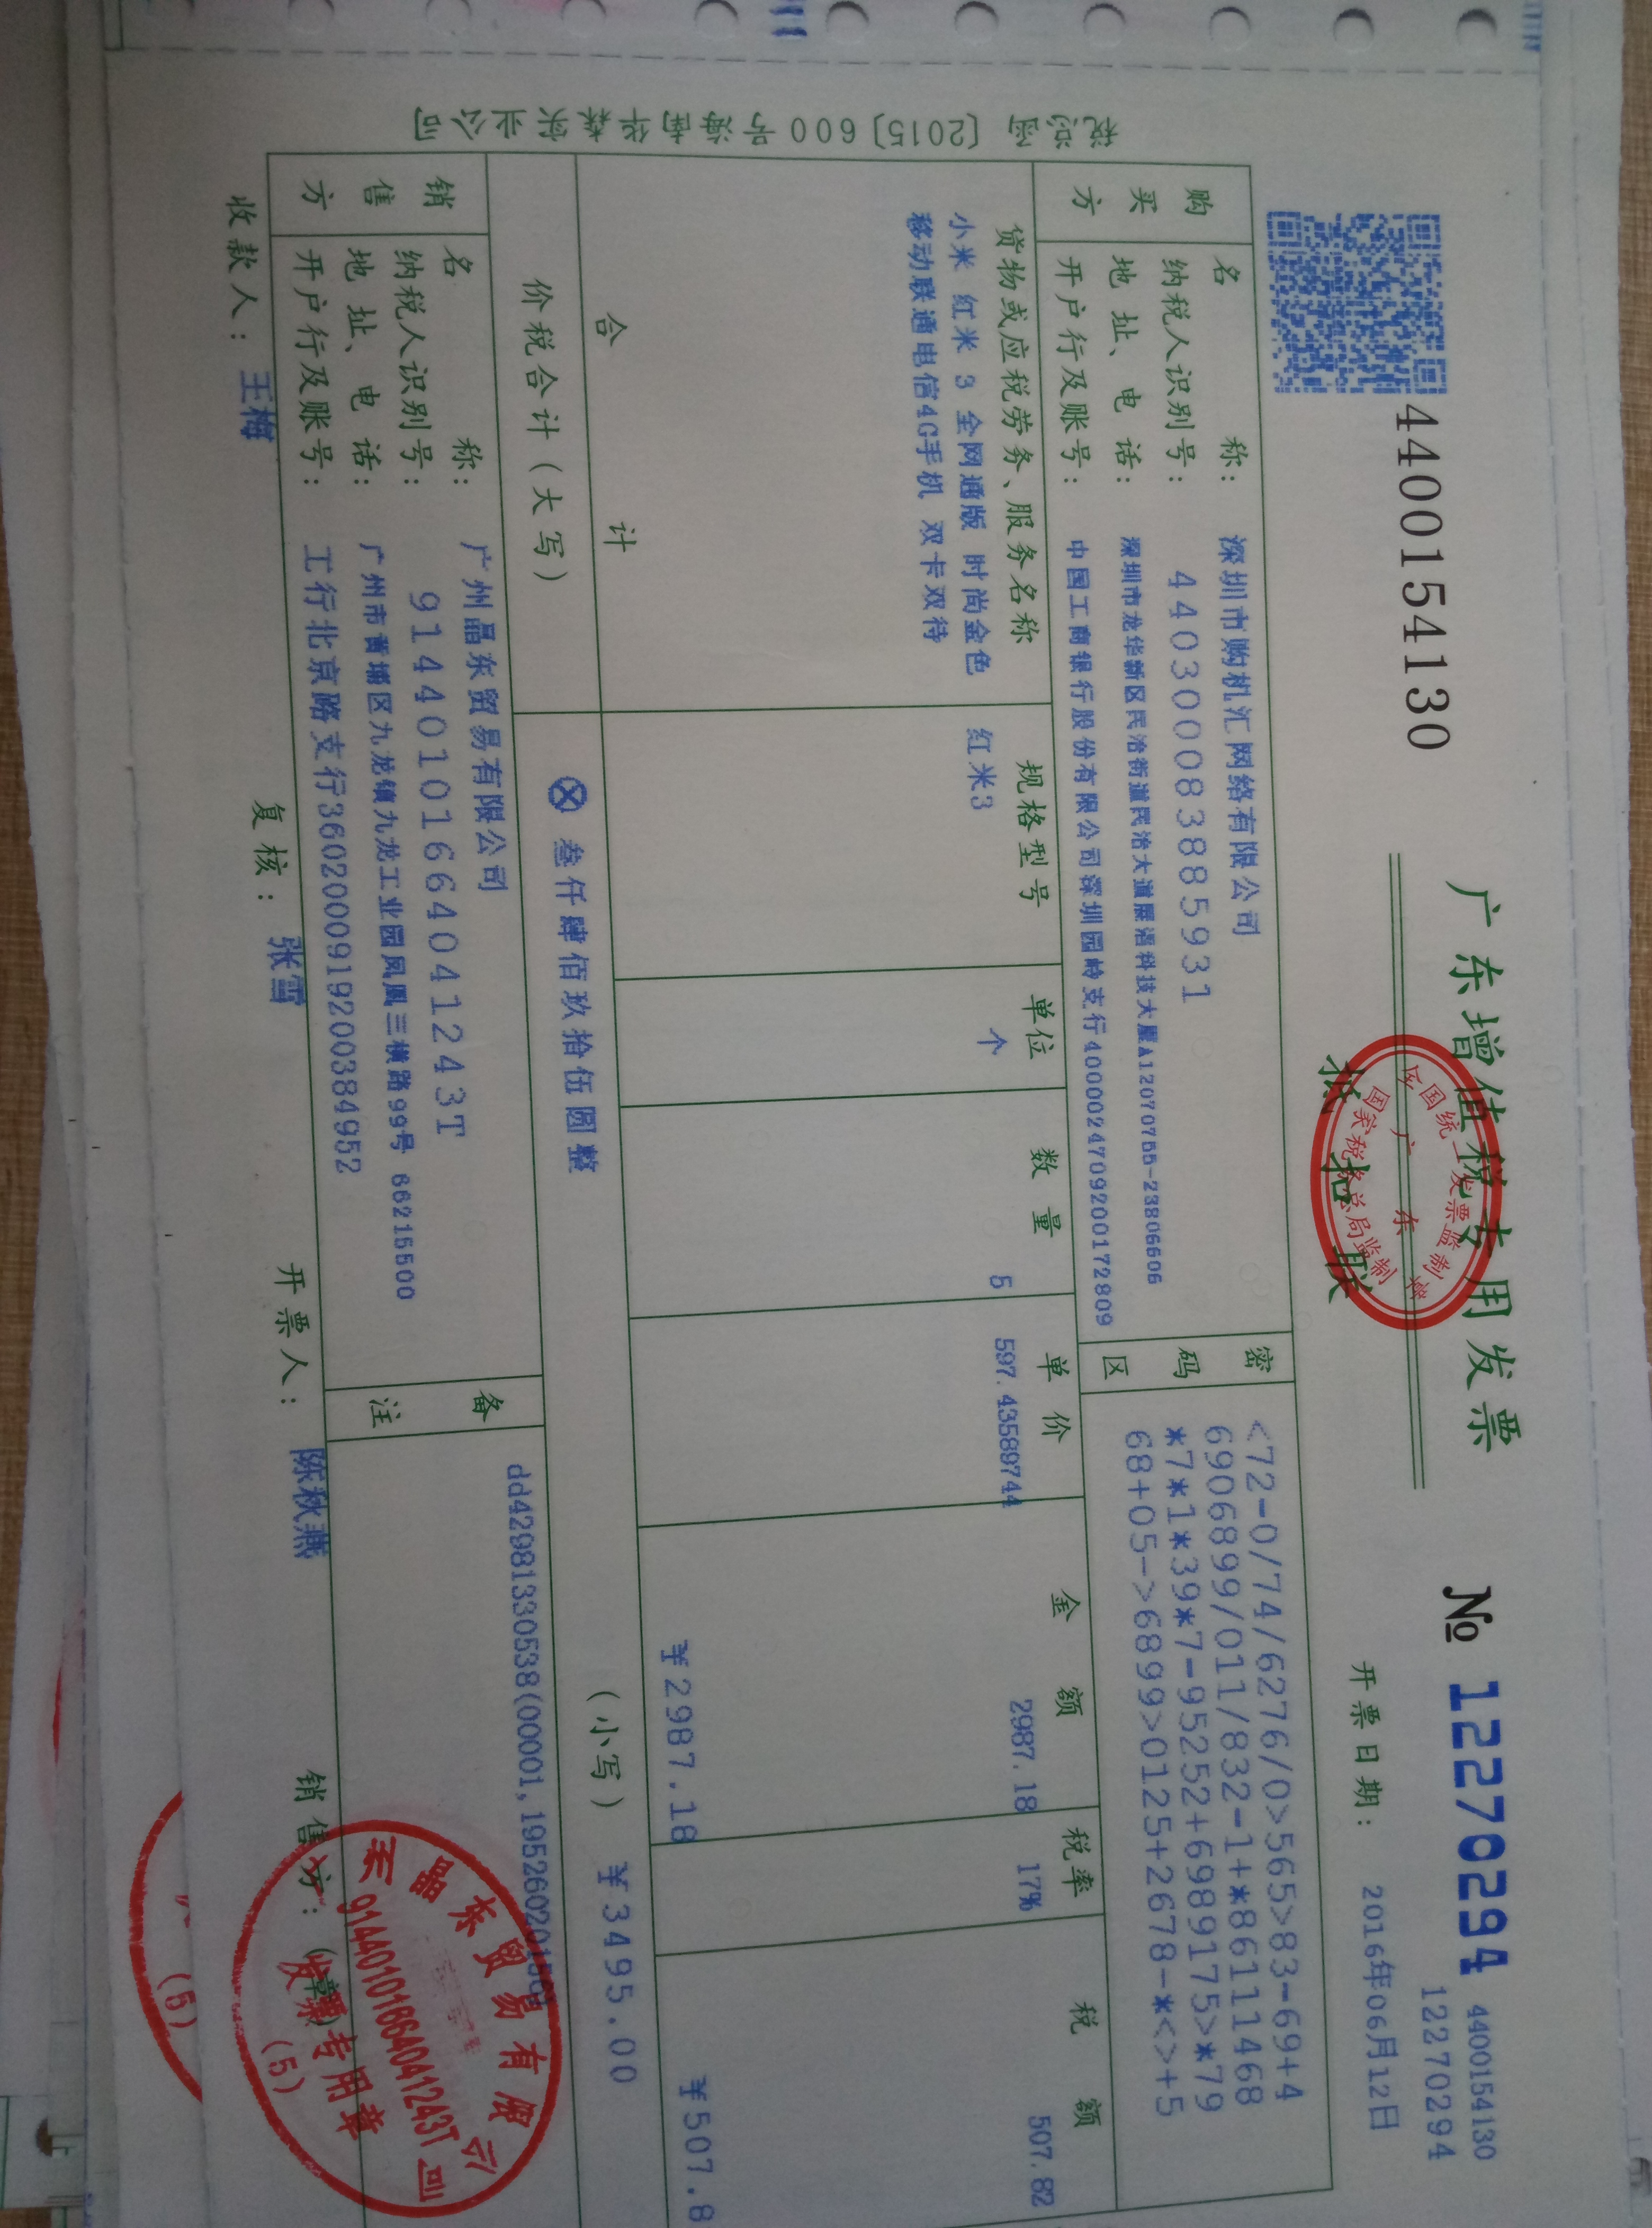 4400154130
广东增值税专用发票
抵扣联
全国统一发票监制章
广东
国家税务总局监制
№ 12270294
4400154130
12270294
开票日期: 2016年06月12日
税总函〔2015〕600号海南华森实业公司
购买方
名称: 深圳市购机汇网络有限公司
纳税人识别号: 440300083885931
地址、电话: 深圳市龙华新区民治街道民治大道展滔科技大厦A12070755-23806606
开户行及账号: 中国工商银行股份有限公司深圳园岭支行4000024709200172809
密码区
<72-0/74/6276/0>565>83-69+4
6906899/011/832-1+*86111468
*7*1*39*7-95252+6989175>*79
68+05->6899>0125+2678-*<>+5
货物或应税劳务、服务名称 规格型号 单位 数量 单价 金额 税率 税额
小米 红米 3 全网通版 时尚金色 红米3 个 5 597.43589744 2987.18 17% 507.82
移动联通电信4G手机 双卡双待
合计 ¥2987.18 ¥507.8
价税合计(大写) ⊗ 叁仟肆佰玖拾伍圆整 (小写) ¥3495.00
销售方
名称: 广州晶东贸易有限公司
纳税人识别号: 91440101664041243T
地址、电话: 广州市黄埔区九龙镇九龙工业园凤凰三横路99号 66215500
开户行及账号: 工行北京路支行3602000919200384952
备注
dd42981330538(00001,19526020156)
收款人: 王梅 复核: 张雪 开票人: 陈秋燕 销售方:(章)
晶东贸易有限公司
91440101664041243T
发票专用章
(5)
(5)